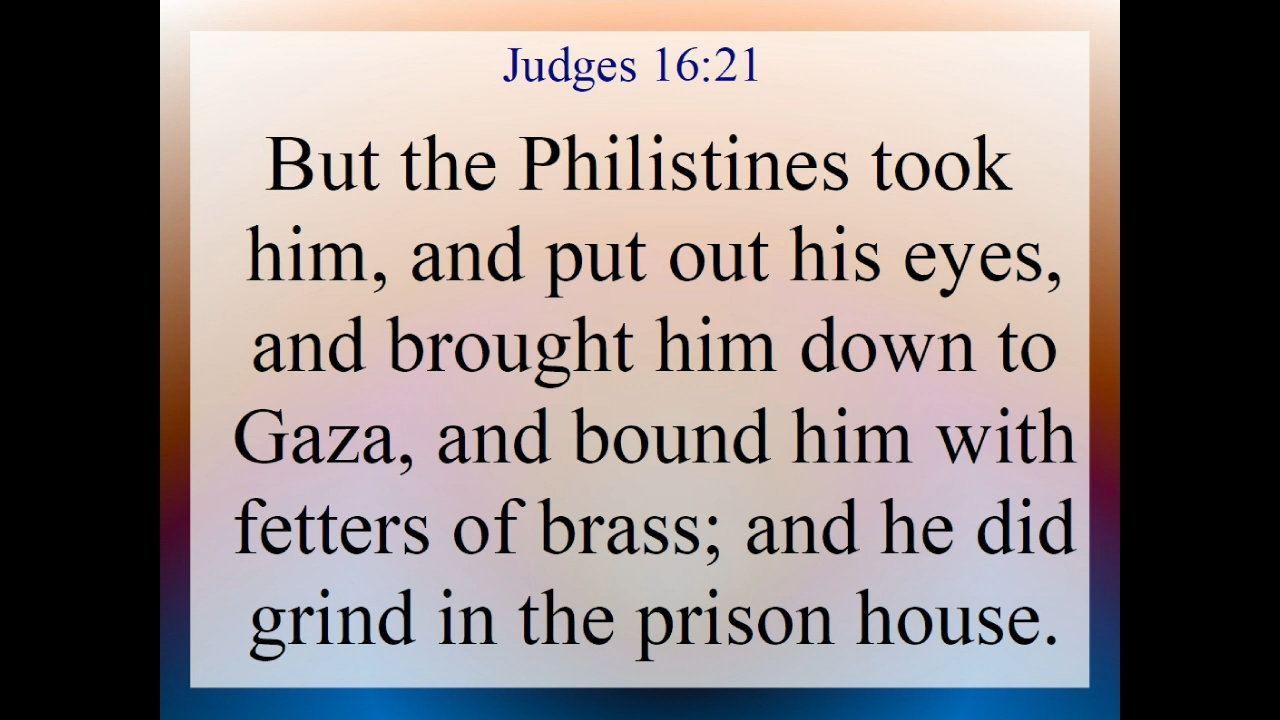 Judges 16:21
But the Philistines took
him, and put out his eyes,
and brought him down to
Gaza, and bound him with
fetters of brass; and he did
grind in the prison house.